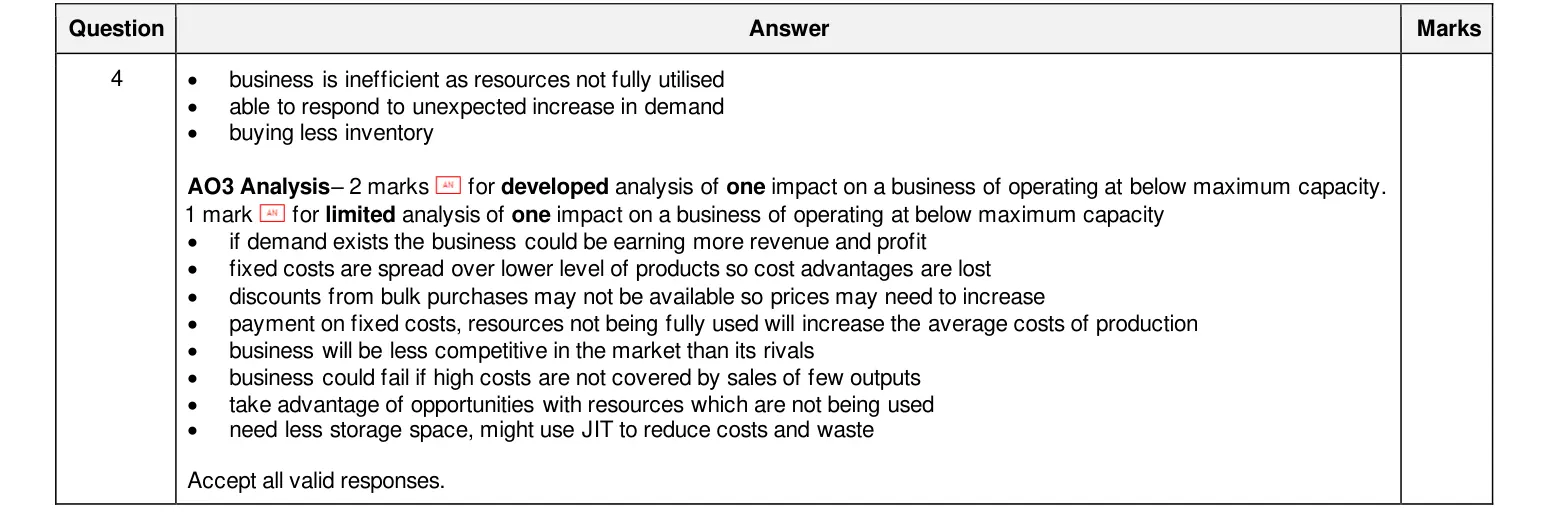 Question Answer Marks
4
• business is inefficient as resources not fully utilised
• able to respond to unexpected increase in demand
• buying less inventory
AO3 Analysis– 2 marks AN for developed analysis of one impact on a business of operating at below maximum capacity.
1 mark AN for limited analysis of one impact on a business of operating at below maximum capacity
• if demand exists the business could be earning more revenue and profit
• fixed costs are spread over lower level of products so cost advantages are lost
• discounts from bulk purchases may not be available so prices may need to increase
• payment on fixed costs, resources not being fully used will increase the average costs of production
• business will be less competitive in the market than its rivals
• business could fail if high costs are not covered by sales of few outputs
• take advantage of opportunities with resources which are not being used
• need less storage space, might use JIT to reduce costs and waste
Accept all valid responses.